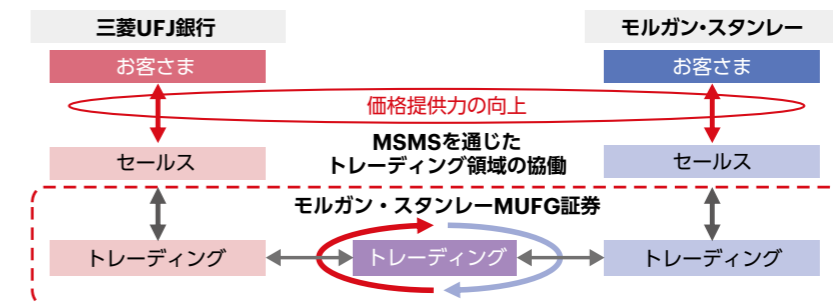 三菱UFJ銀行
モルガン・スタンレー
お客さま
お客さま
価格提供力の向上
MSMSを通じた
トレーディング領域の協働
セールス
セールス
モルガン・スタンレーMUFG証券
トレーディング
トレーディング
トレーディング